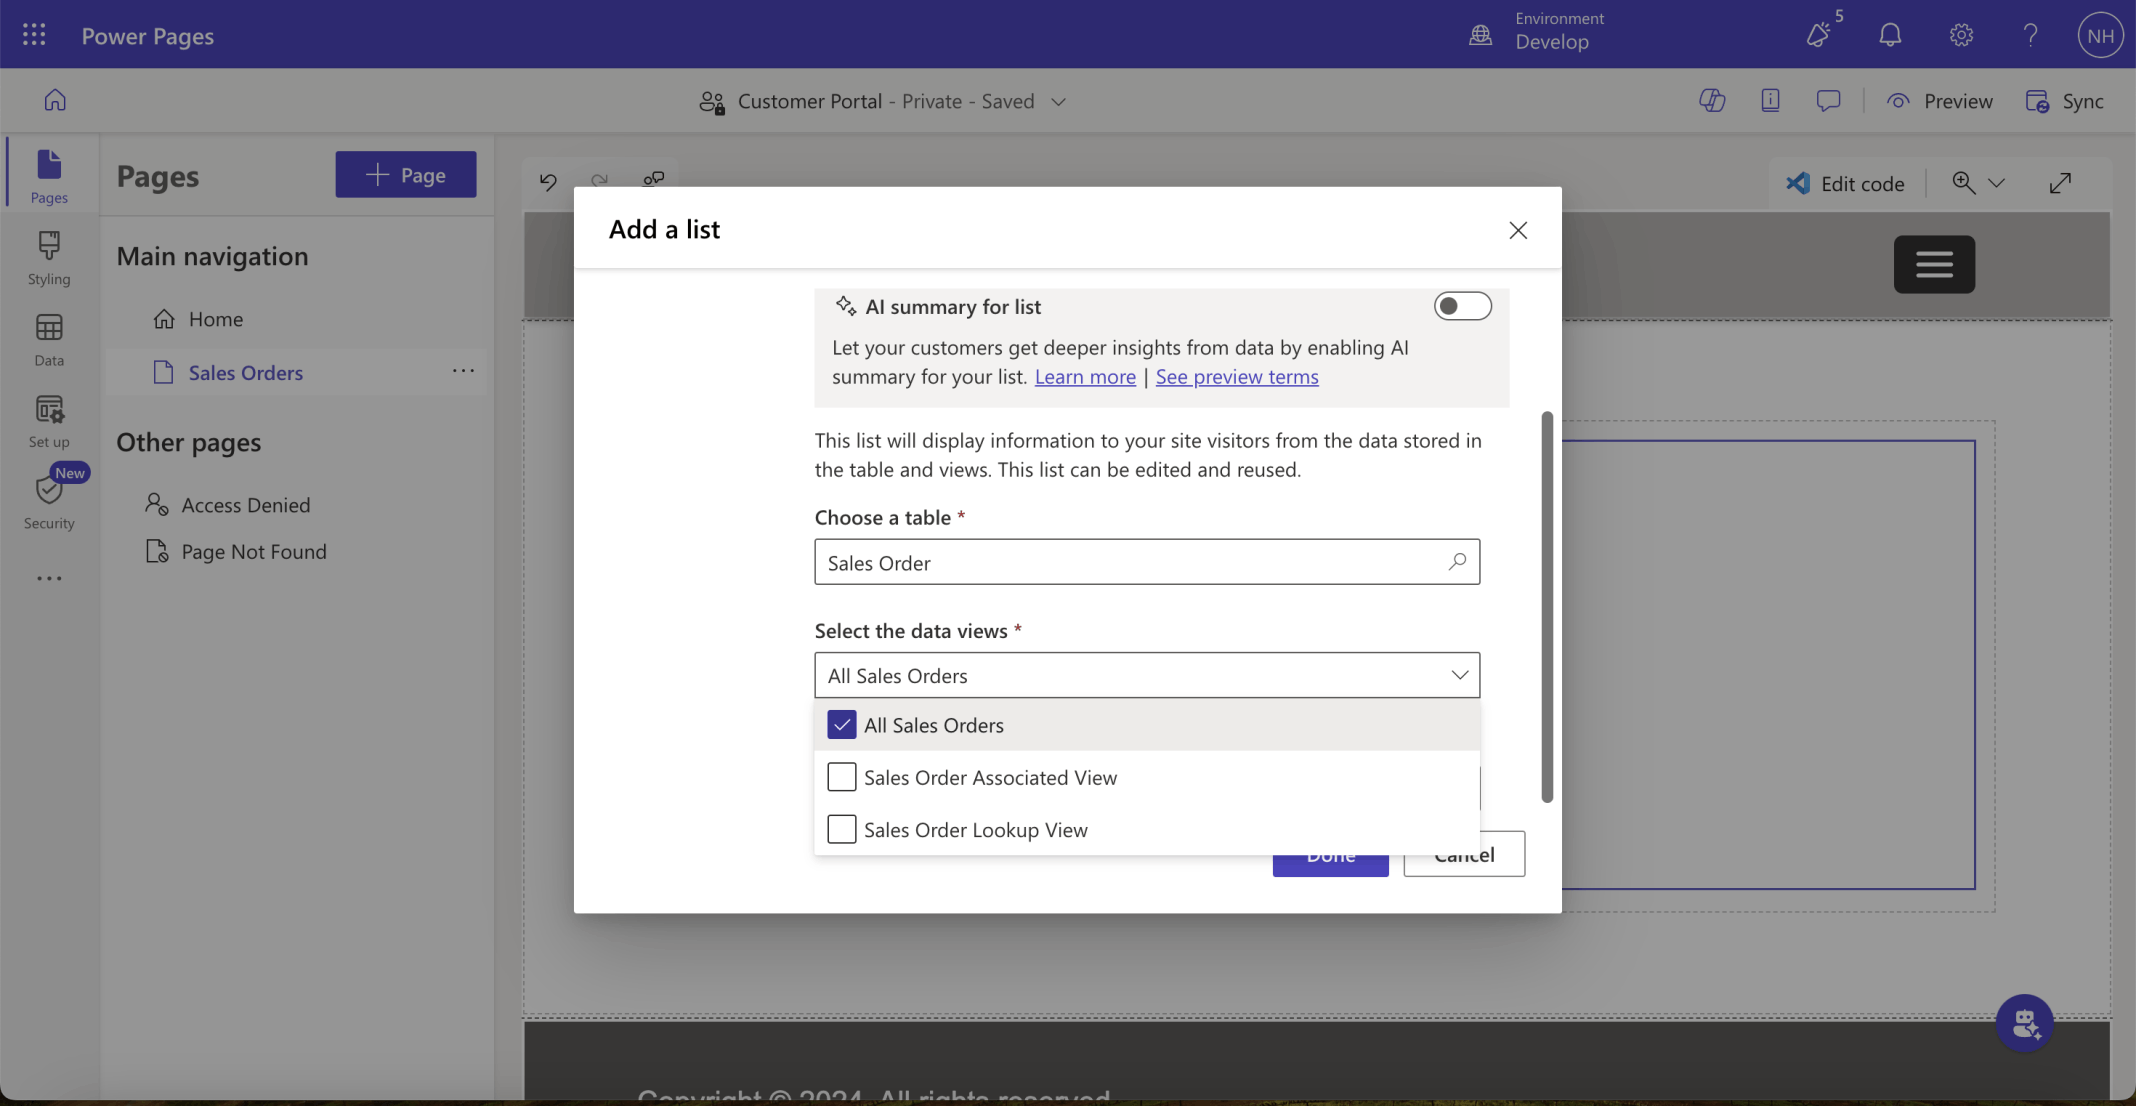 Power Pages
Environment
Develop
5
NH
Customer Portal - Private - Saved
Preview
Sync
Pages
Styling
Data
Set up
New
Security
Pages
Page
Main navigation
Home
Sales Orders
Other pages
Access Denied
Page Not Found
Edit code
Add a list
AI summary for list
Let your customers get deeper insights from data by enabling AI
summary for your list. Learn more | See preview terms
This list will display information to your site visitors from the data stored in
the table and views. This list can be edited and reused.
Choose a table *
Sales Order
Select the data views *
All Sales Orders
All Sales Orders
Sales Order Associated View
Sales Order Lookup View
Done
Cancel
Copyright © 2024. All rights reserved.